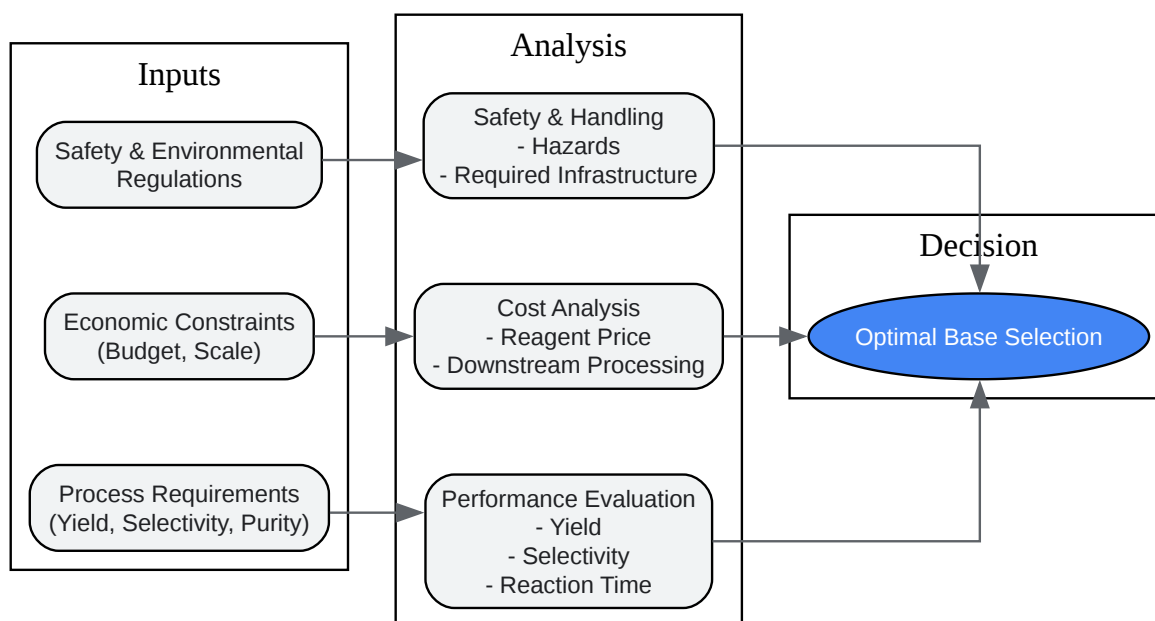 Inputs
Safety & Environmental
Regulations
Economic Constraints
(Budget, Scale)
Process Requirements
(Yield, Selectivity, Purity)
Analysis
Safety & Handling
- Hazards
- Required Infrastructure
Cost Analysis
- Reagent Price
- Downstream Processing
Performance Evaluation
- Yield
- Selectivity
- Reaction Time
Decision
Optimal Base Selection